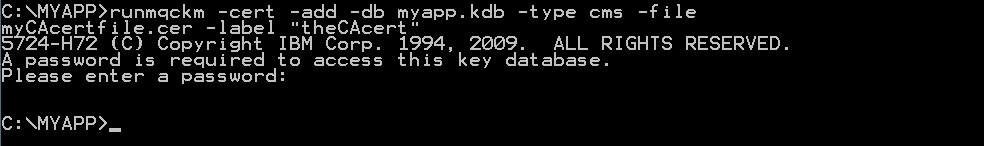 C:\MYAPP>runmqckm -cert -add -db myapp.kdb -type cms -file
myCAcertfile.cer -label "theCAcert"
5724-H72 (C) Copyright IBM Corp. 1994, 2009.  ALL RIGHTS RESERVED.
A password is required to access this key database.
Please enter a password:
C:\MYAPP>_